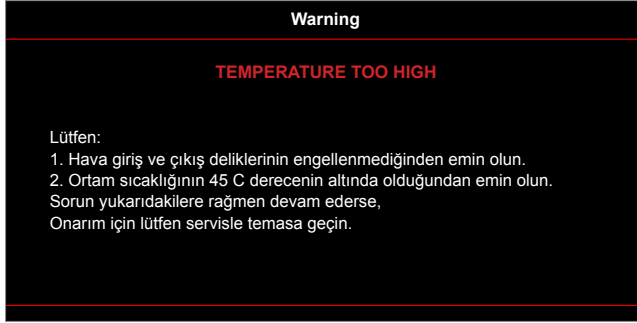 Warning
TEMPERATURE TOO HIGH
Lütfen:
1. Hava giriş ve çıkış deliklerinin engellenmediğinden emin olun.
2. Ortam sıcaklığının 45 C derecenin altında olduğundan emin olun.
Sorun yukarıdakilere rağmen devam ederse,
Onarım için lütfen servisle temasa geçin.